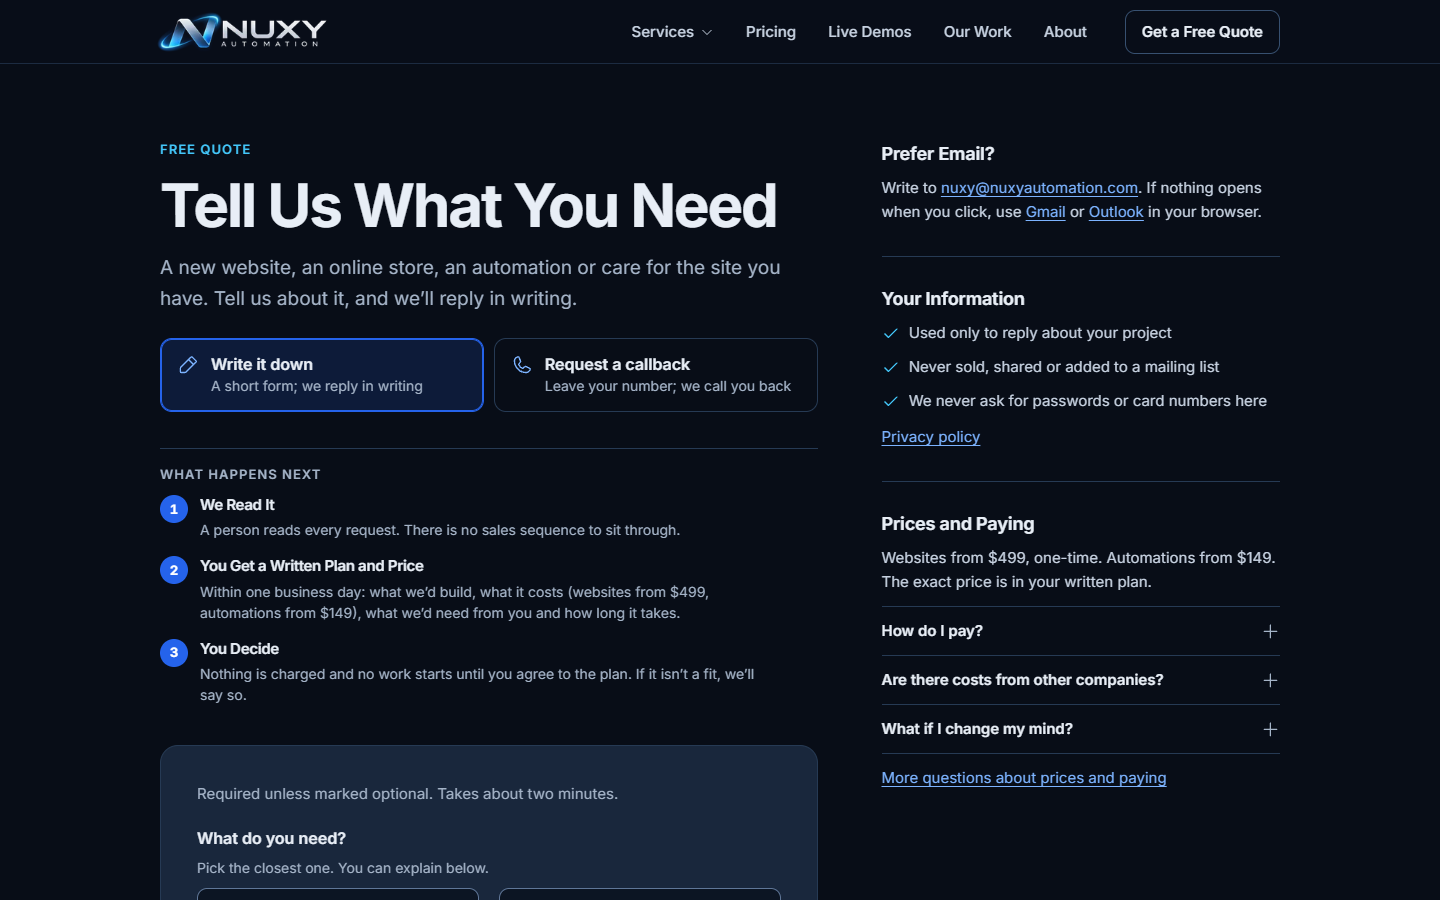 NUXY
AUTOMATION
Services
Pricing
Live Demos
Our Work
About
Get a Free Quote
FREE QUOTE
Tell Us What You Need
A new website, an online store, an automation or care for the site you
have. Tell us about it, and we’ll reply in writing.
Write it down
A short form; we reply in writing
Request a callback
Leave your number; we call you back
WHAT HAPPENS NEXT
1
We Read It
A person reads every request. There is no sales sequence to sit through.
2
You Get a Written Plan and Price
Within one business day: what we’d build, what it costs (websites from $499,
automations from $149), what we’d need from you and how long it takes.
3
You Decide
Nothing is charged and no work starts until you agree to the plan. If it isn’t a fit, we’ll
say so.
Required unless marked optional. Takes about two minutes.
What do you need?
Pick the closest one. You can explain below.
Prefer Email?
Write to nuxy@nuxyautomation.com. If nothing opens
when you click, use Gmail or Outlook in your browser.
Your Information
Used only to reply about your project
Never sold, shared or added to a mailing list
We never ask for passwords or card numbers here
Privacy policy
Prices and Paying
Websites from $499, one-time. Automations from $149.
The exact price is in your written plan.
How do I pay?
Are there costs from other companies?
What if I change my mind?
More questions about prices and paying